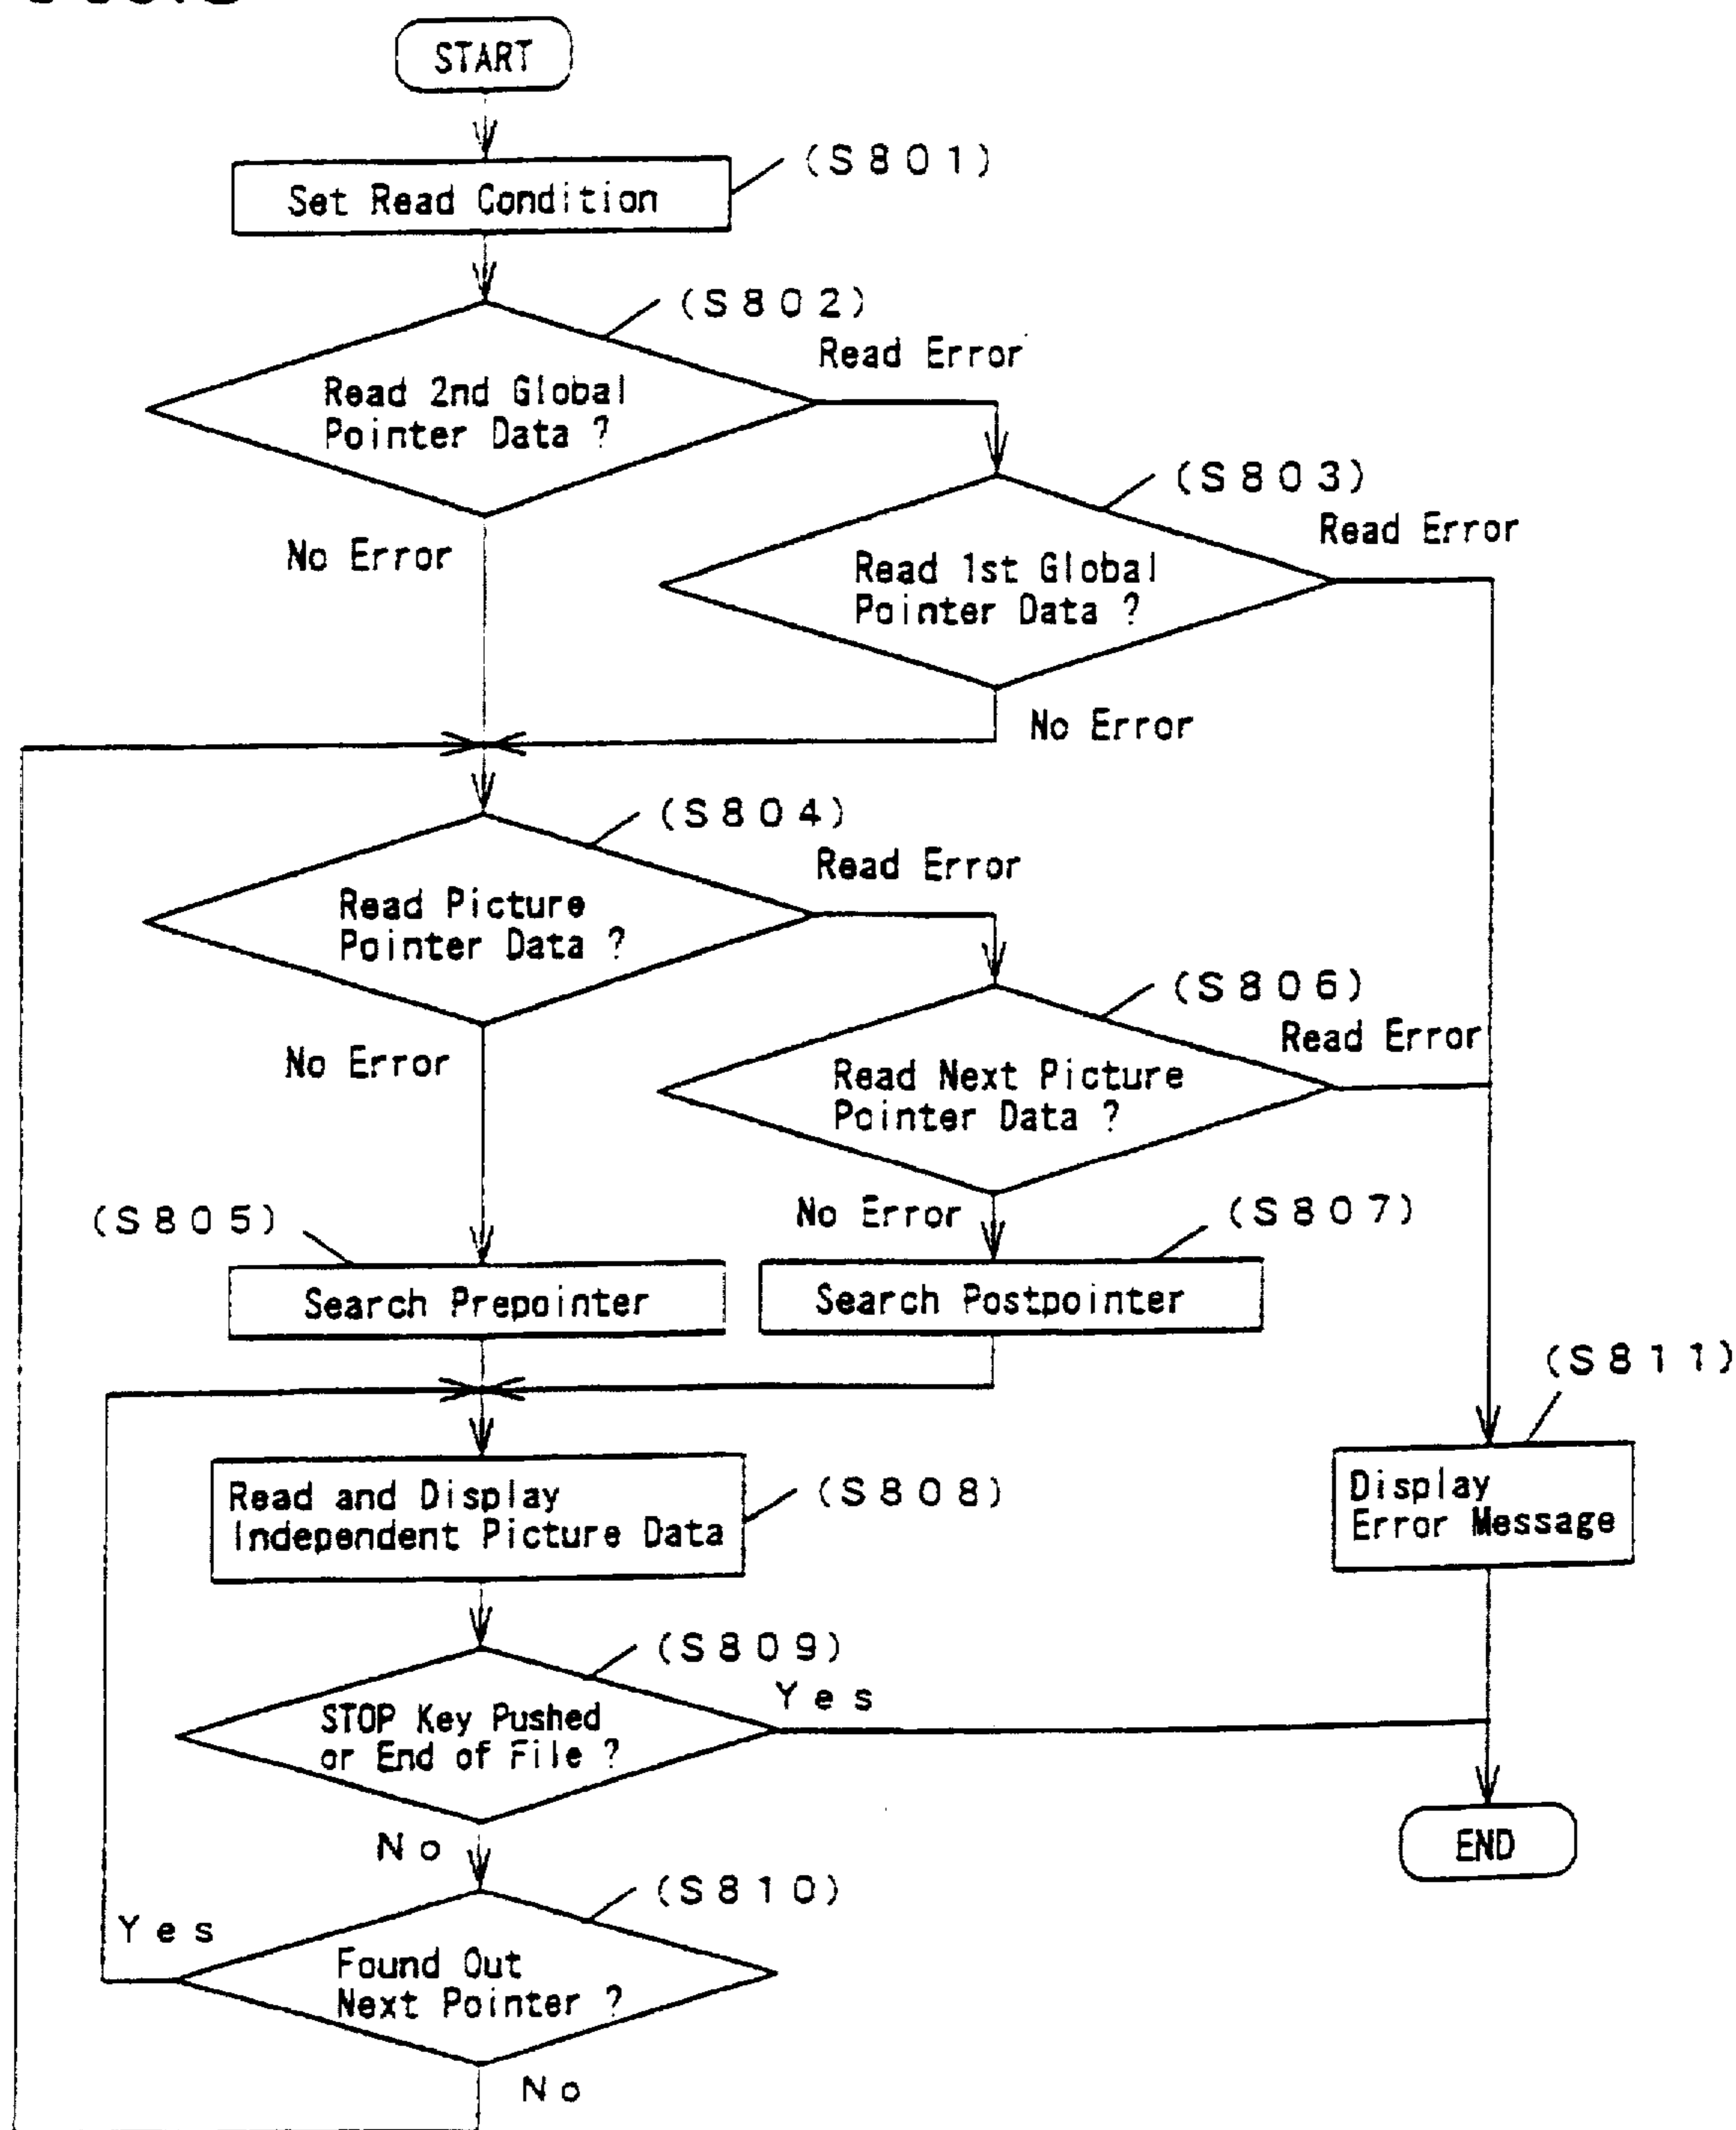 START
(S801)
Set Read Condition
(S802)
Read Error
Read 2nd Global
Pointer Data ?
(S803)
Read Error
No Error
Read 1st Global
Pointer Data ?
No Error
(S804)
Read Error
Read Picture
Pointer Data ?
(S806)
Read Error
No Error
Read Next Picture
Pointer Data ?
(S805)
No Error
(S807)
Search Prepointer
Search Postpointer
(S811)
Read and Display
Independent Picture Data
(S808)
Display
Error Message
(S809)
Yes
STOP Key Pushed
or End of File ?
No
END
(S810)
Yes
Found Out
Next Pointer ?
No